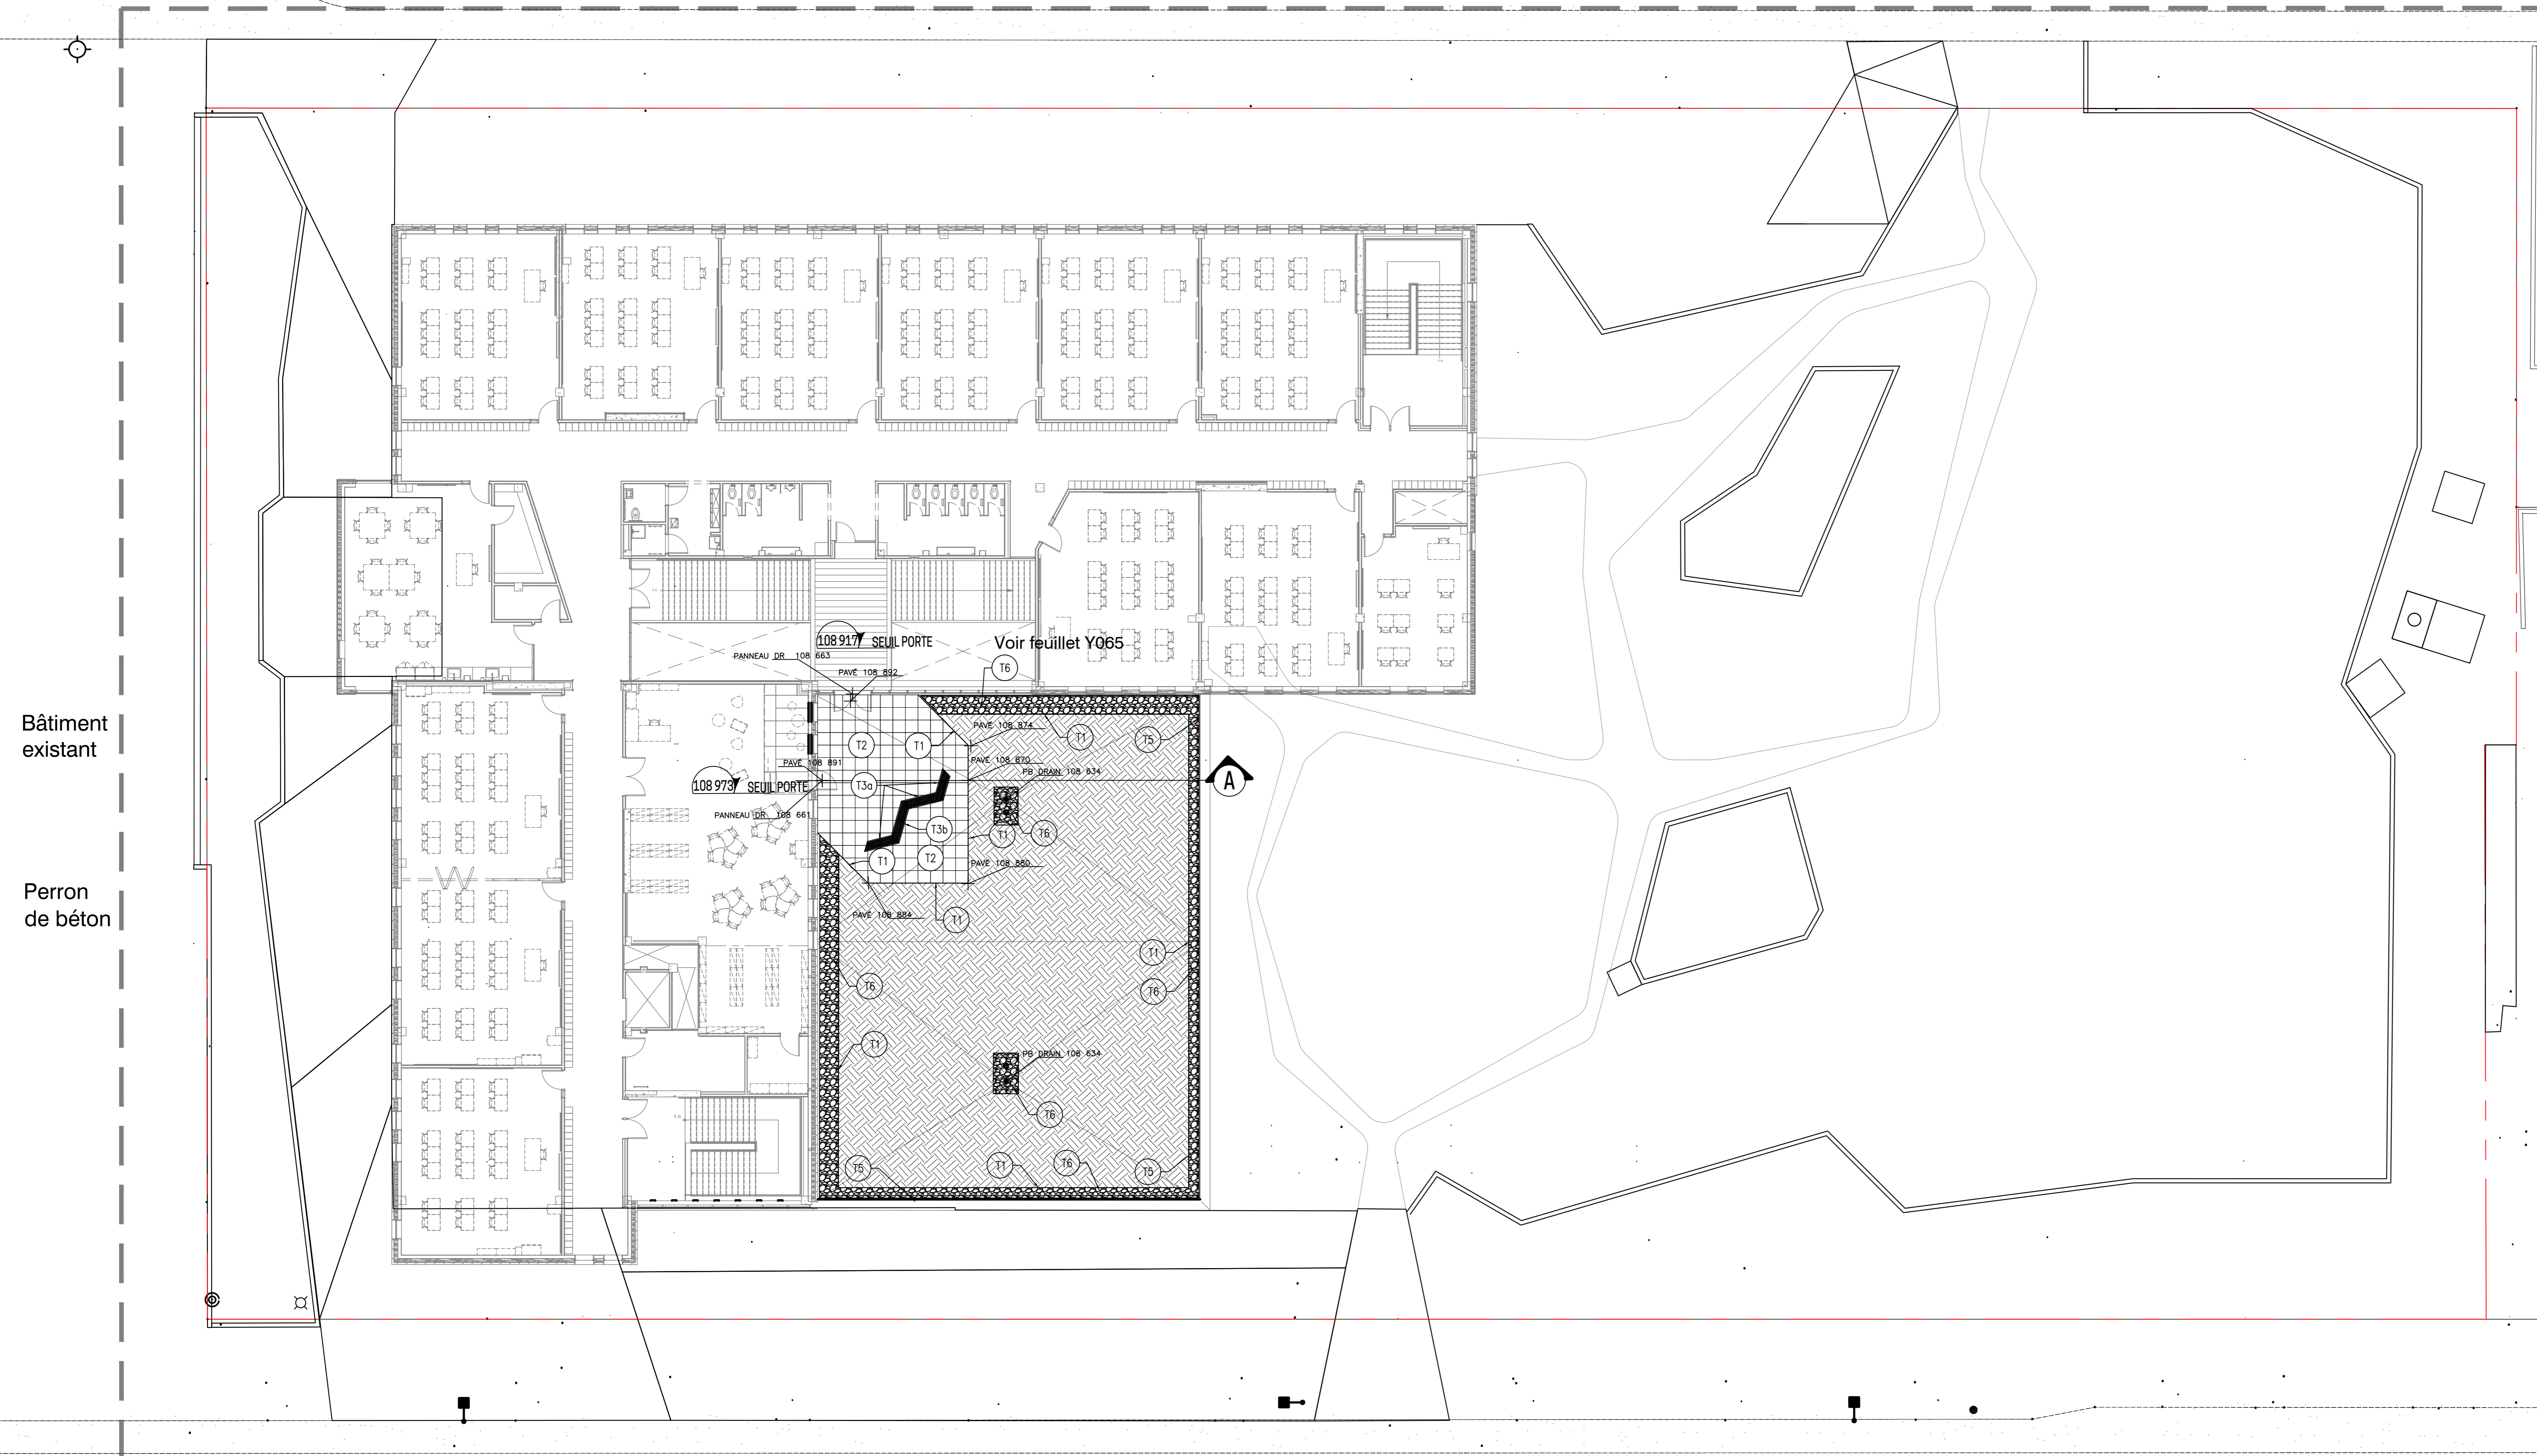 108 917
SEUIL PORTE
Voir feuillet Y065
PANNEAU DR 108 663
T6
PAVÉ 108 892
Bâtiment
existant
PAVÉ 108 874
T1
T5
T2
T1
PAVÉ 108 891
PAVÉ 108 870
PB DRAIN 108 634
108 973
SEUIL PORTE
T3a
A
PANNEAU DR 108 661
T3b
T1
T6
T1
T2
PAVÉ 108 880
Perron
de béton
PAVÉ 108 884
T1
T1
T6
T6
T1
PB DRAIN 108 634
T6
T5
T1
T6
T5